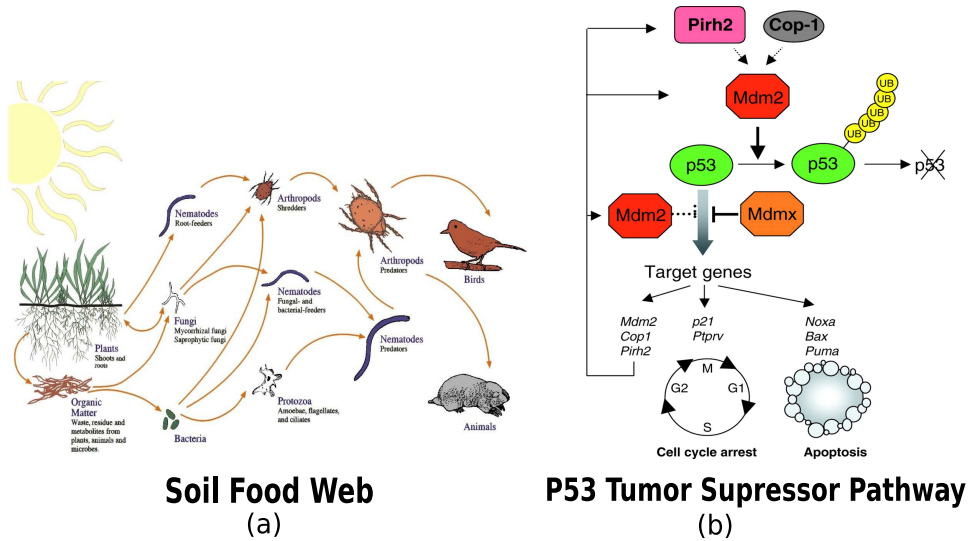 Arthropods
Shredders
Nematodes
Root-feeders
Arthropods
Predators
Birds
Nematodes
Fungal- and
bacterial-feeders
Fungi
Mycorrhizal fungi
Saprophytic fungi
Plants
Shoots and
roots
Nematodes
Predators
Organic
Matter
Waste, residue and
metabolites from
plants, animals and
microbes.
Bacteria
Protozoa
Amoebae, flagellates,
and ciliates
Animals
Soil Food Web
(a)
Pirh2
Cop-1
Mdm2
UB
UB
UB
UB
UB
p53
p53
p53
Mdm2
Mdmx
Target genes
Mdm2
Cop1
Pirh2
p21
Ptprv
Noxa
Bax
Puma
M
G2
G1
S
Cell cycle arrest
Apoptosis
P53 Tumor Supressor Pathway
(b)